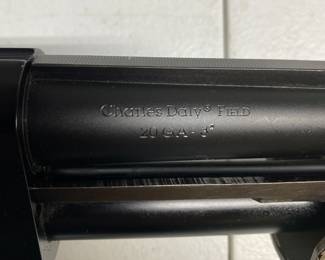 Charles Daly® FIELD
20 GA - 3"